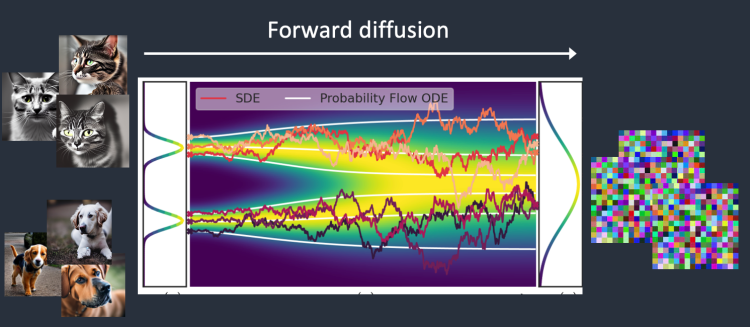 Forward diffusion
SDE
Probability Flow ODE